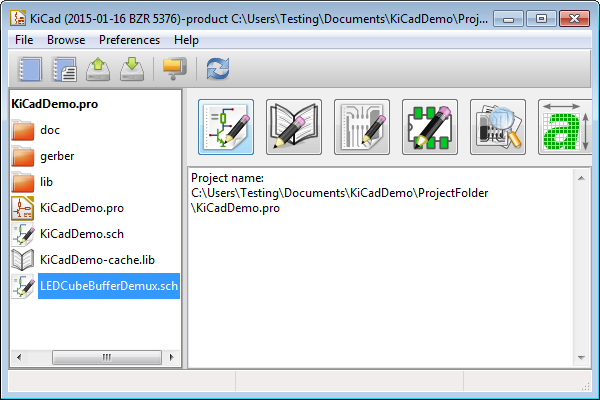 KiCad (2015-01-16 BZR 5376)-product C:\Users\Testing\Documents\KiCadDemo\Proj...
File Browse Preferences Help
KiCadDemo.pro
doc
gerber
lib
KiCadDemo.pro
KiCadDemo.sch
KiCadDemo-cache.lib
LEDCubeBufferDemux.sch
a
Project name:
C:\Users\Testing\Documents\KiCadDemo\ProjectFolder
\KiCadDemo.pro